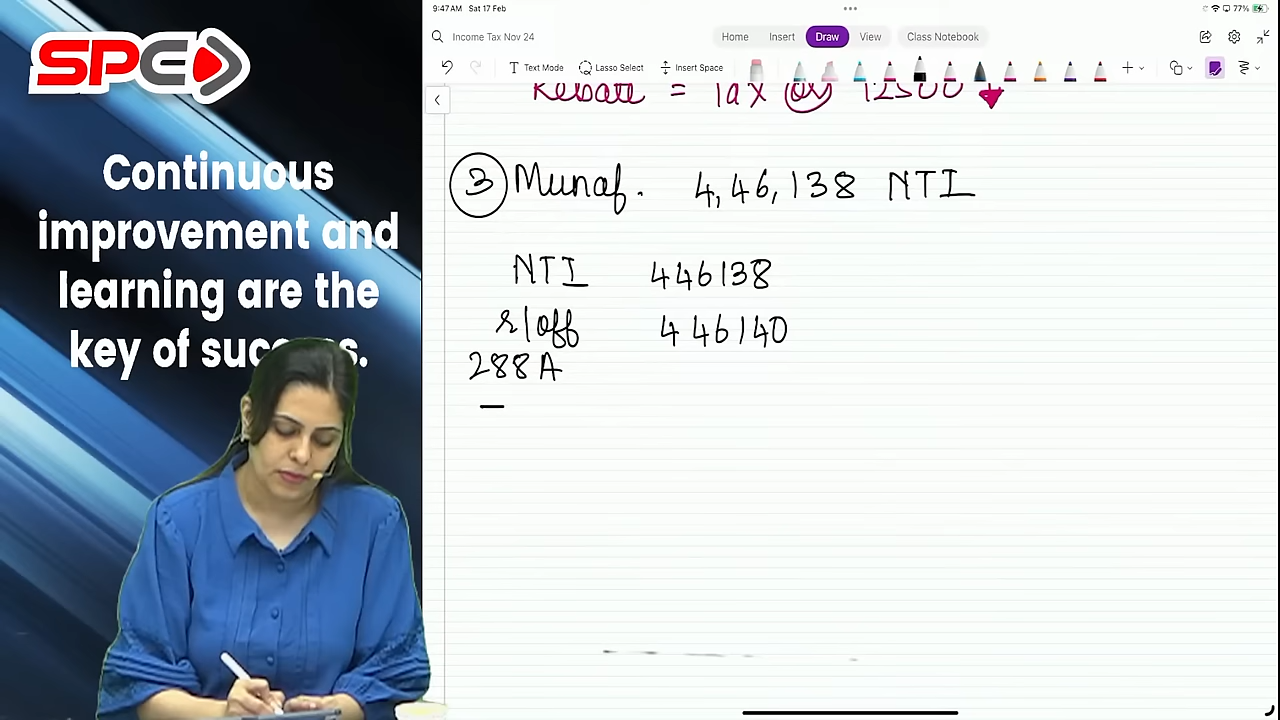 SPC
Continuous
improvement and
learning are the
key of success.
9:47 AM Sat 17 Feb
77%
Income Tax Nov 24
Home Insert Draw View Class Notebook
Text Mode Lasso Select Insert Space
Rebate = Tax or 12500
3 Munaf. 4,46,138 NTI
NTI 446138
r/off 446140
288A